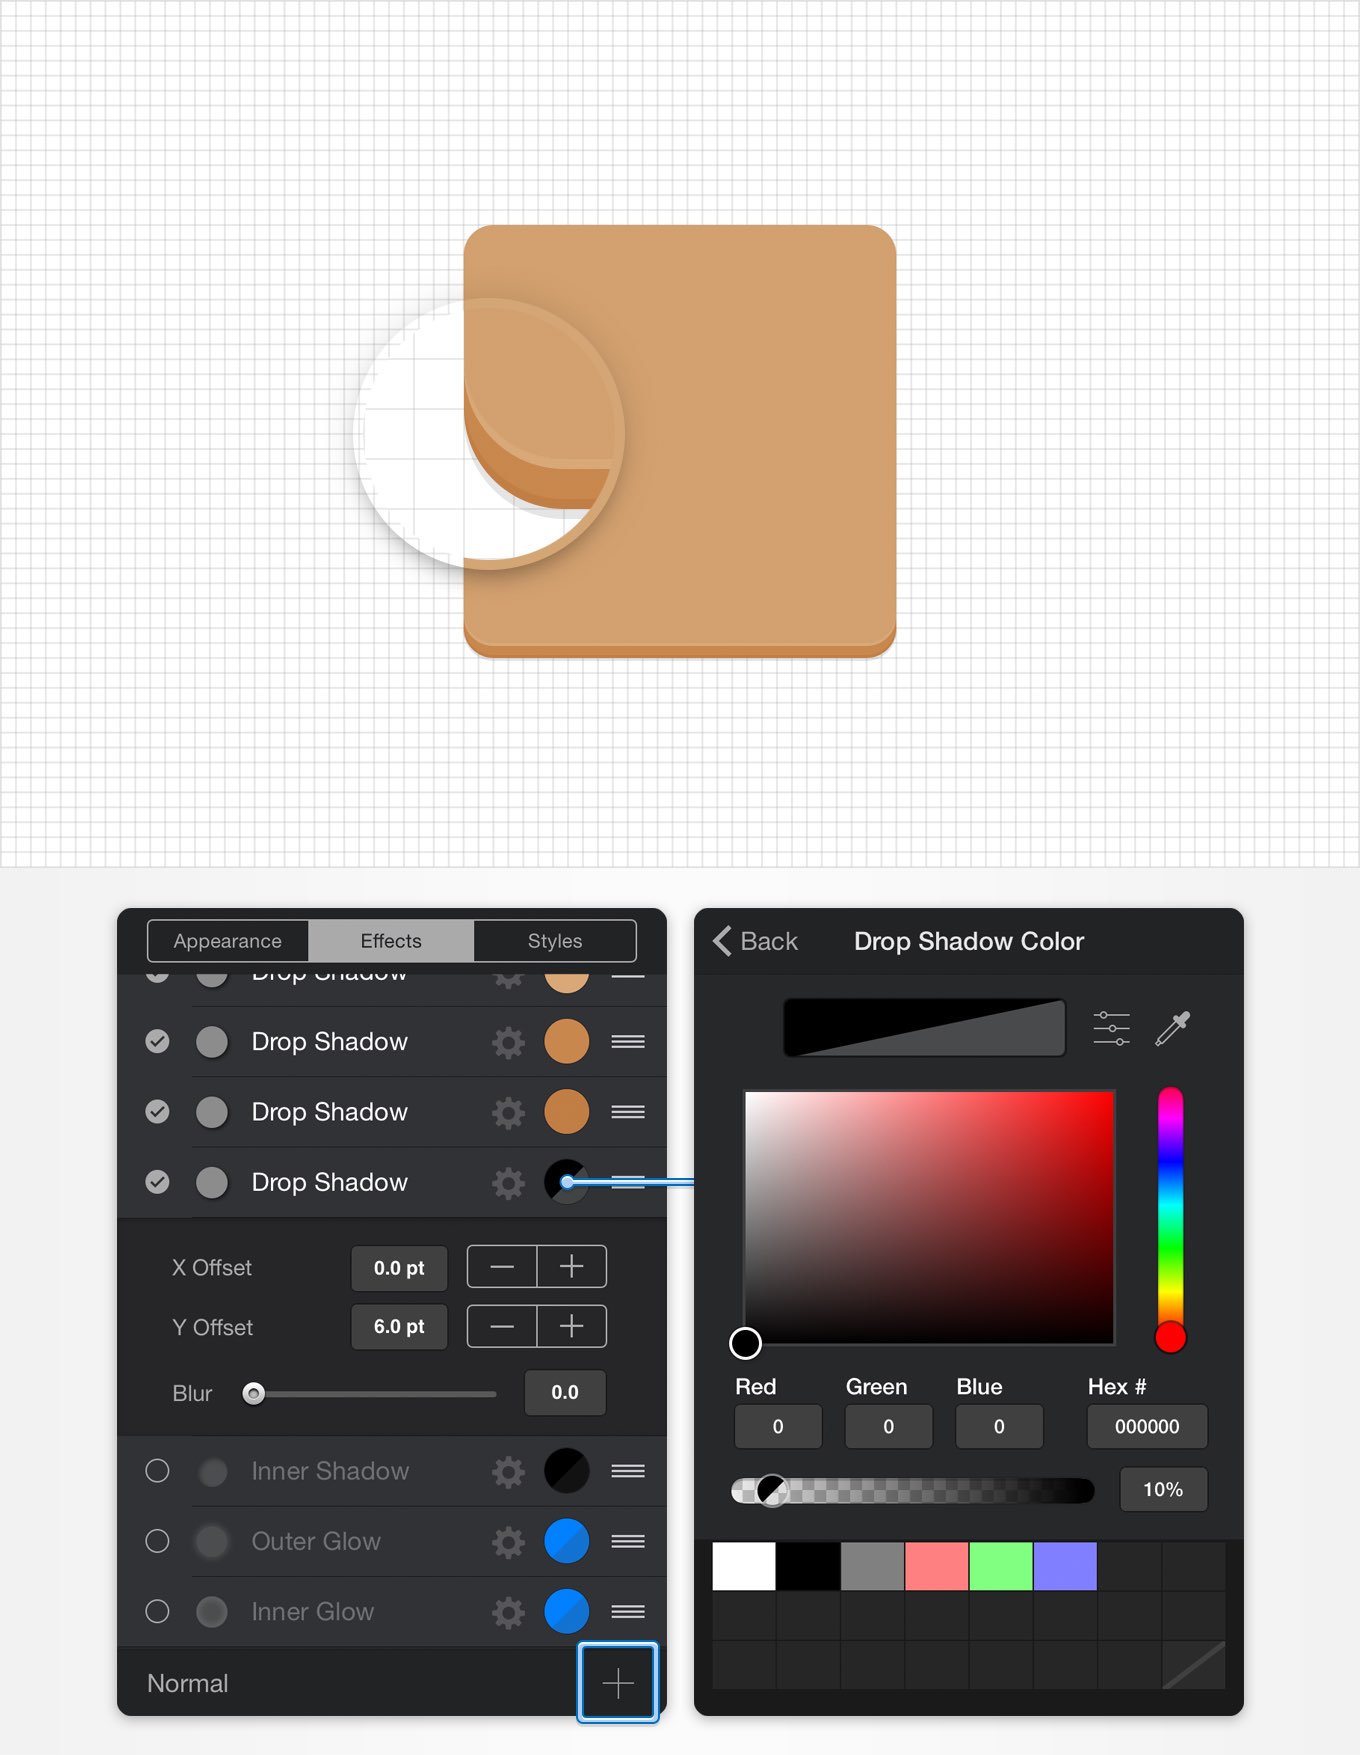 Appearance
Effects
Styles
Drop Shadow
Drop Shadow
Drop Shadow
Drop Shadow
X Offset
0.0 pt
Y Offset
6.0 pt
Blur
0.0
Inner Shadow
Outer Glow
Inner Glow
Normal
Back
Drop Shadow Color
Red
Green
Blue
Hex #
0
0
0
000000
10%